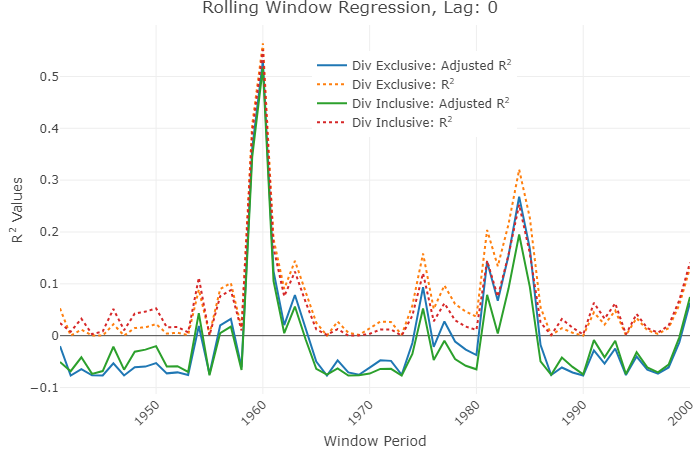 Rolling Window Regression, Lag: 0
Div Exclusive: Adjusted R²
Div Exclusive: R²
Div Inclusive: Adjusted R²
Div Inclusive: R²
R² Values
0.5
0.4
0.3
0.2
0.1
0
−0.1
1950
1960
1970
1980
1990
2000
Window Period